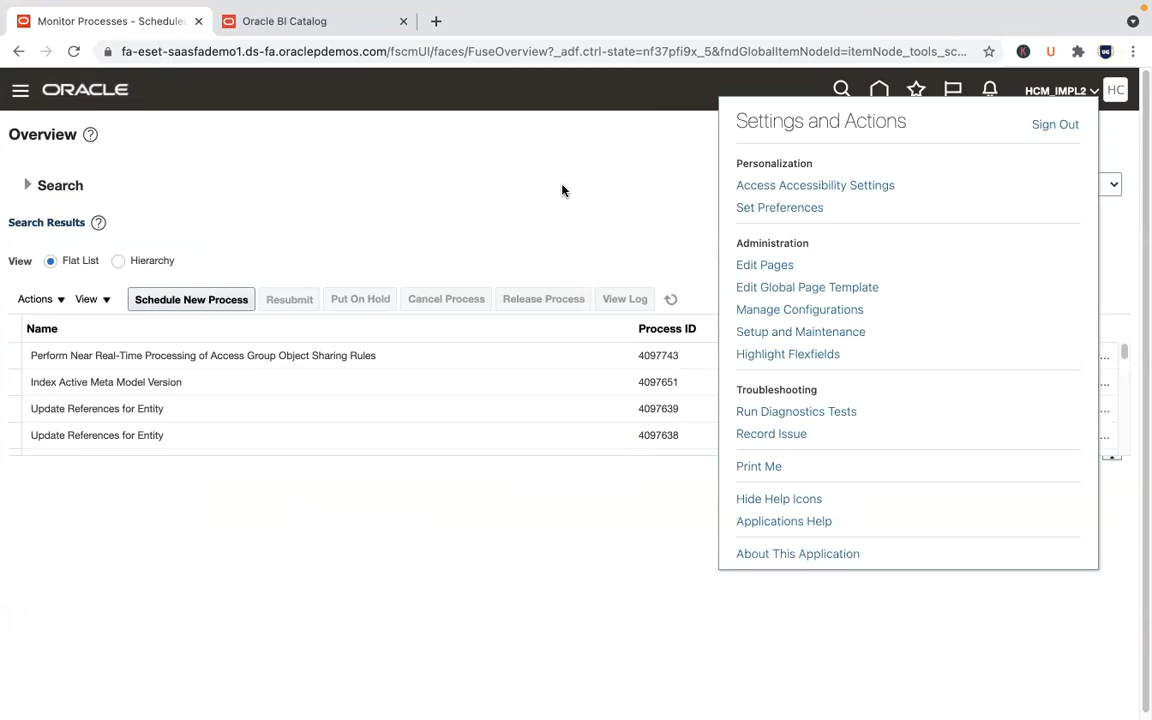 Monitor Processes - Schedule
Oracle BI Catalog
fa-eset-saasfademo1.ds-fa.oraclepdemos.com/fscmUI/faces/FuseOverview?_adf.ctrl-state=nf37pfi9x_5&fndGlobalItemNodeId=itemNode_tools_sc...
ORACLE
HCM_IMPL2
HC
Overview
Search
Search Results
View
Flat List
Hierarchy
Actions
View
Schedule New Process
Resubmit
Put On Hold
Cancel Process
Release Process
View Log
Name
Process ID
Perform Near Real-Time Processing of Access Group Object Sharing Rules
4097743
Index Active Meta Model Version
4097651
Update References for Entity
4097639
Update References for Entity
4097638
Settings and Actions
Sign Out
Personalization
Access Accessibility Settings
Set Preferences
Administration
Edit Pages
Edit Global Page Template
Manage Configurations
Setup and Maintenance
Highlight Flexfields
Troubleshooting
Run Diagnostics Tests
Record Issue
Print Me
Hide Help Icons
Applications Help
About This Application